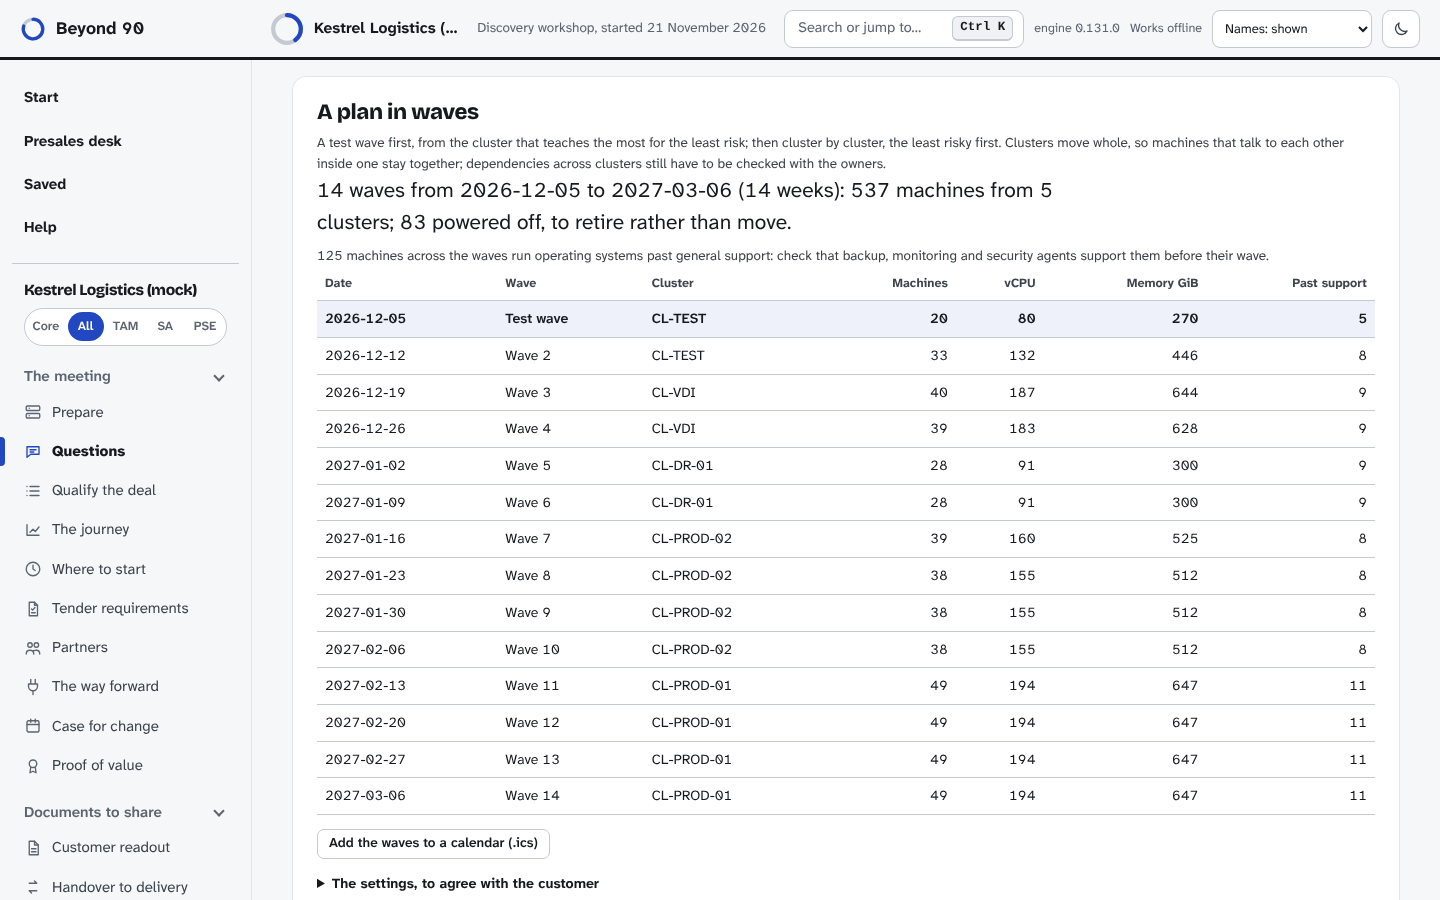 Beyond 90
Kestrel Logistics (...
Discovery workshop, started 21 November 2026
Search or jump to...
Ctrl K
engine 0.131.0
Works offline
Names: shown
Start
Presales desk
Saved
Help
Kestrel Logistics (mock)
Core All TAM SA PSE
The meeting
Prepare
Questions
Qualify the deal
The journey
Where to start
Tender requirements
Partners
The way forward
Case for change
Proof of value
Documents to share
Customer readout
Handover to delivery
A plan in waves
A test wave first, from the cluster that teaches the most for the least risk; then cluster by cluster, the least risky first. Clusters move whole, so machines that talk to each other
inside one stay together; dependencies across clusters still have to be checked with the owners.
14 waves from 2026-12-05 to 2027-03-06 (14 weeks): 537 machines from 5
clusters; 83 powered off, to retire rather than move.
125 machines across the waves run operating systems past general support: check that backup, monitoring and security agents support them before their wave.
Date Wave Cluster Machines vCPU Memory GiB Past support
2026-12-05 Test wave CL-TEST 20 80 270 5
2026-12-12 Wave 2 CL-TEST 33 132 446 8
2026-12-19 Wave 3 CL-VDI 40 187 644 9
2026-12-26 Wave 4 CL-VDI 39 183 628 9
2027-01-02 Wave 5 CL-DR-01 28 91 300 9
2027-01-09 Wave 6 CL-DR-01 28 91 300 9
2027-01-16 Wave 7 CL-PROD-02 39 160 525 8
2027-01-23 Wave 8 CL-PROD-02 38 155 512 8
2027-01-30 Wave 9 CL-PROD-02 38 155 512 8
2027-02-06 Wave 10 CL-PROD-02 38 155 512 8
2027-02-13 Wave 11 CL-PROD-01 49 194 647 11
2027-02-20 Wave 12 CL-PROD-01 49 194 647 11
2027-02-27 Wave 13 CL-PROD-01 49 194 647 11
2027-03-06 Wave 14 CL-PROD-01 49 194 647 11
Add the waves to a calendar (.ics)
The settings, to agree with the customer